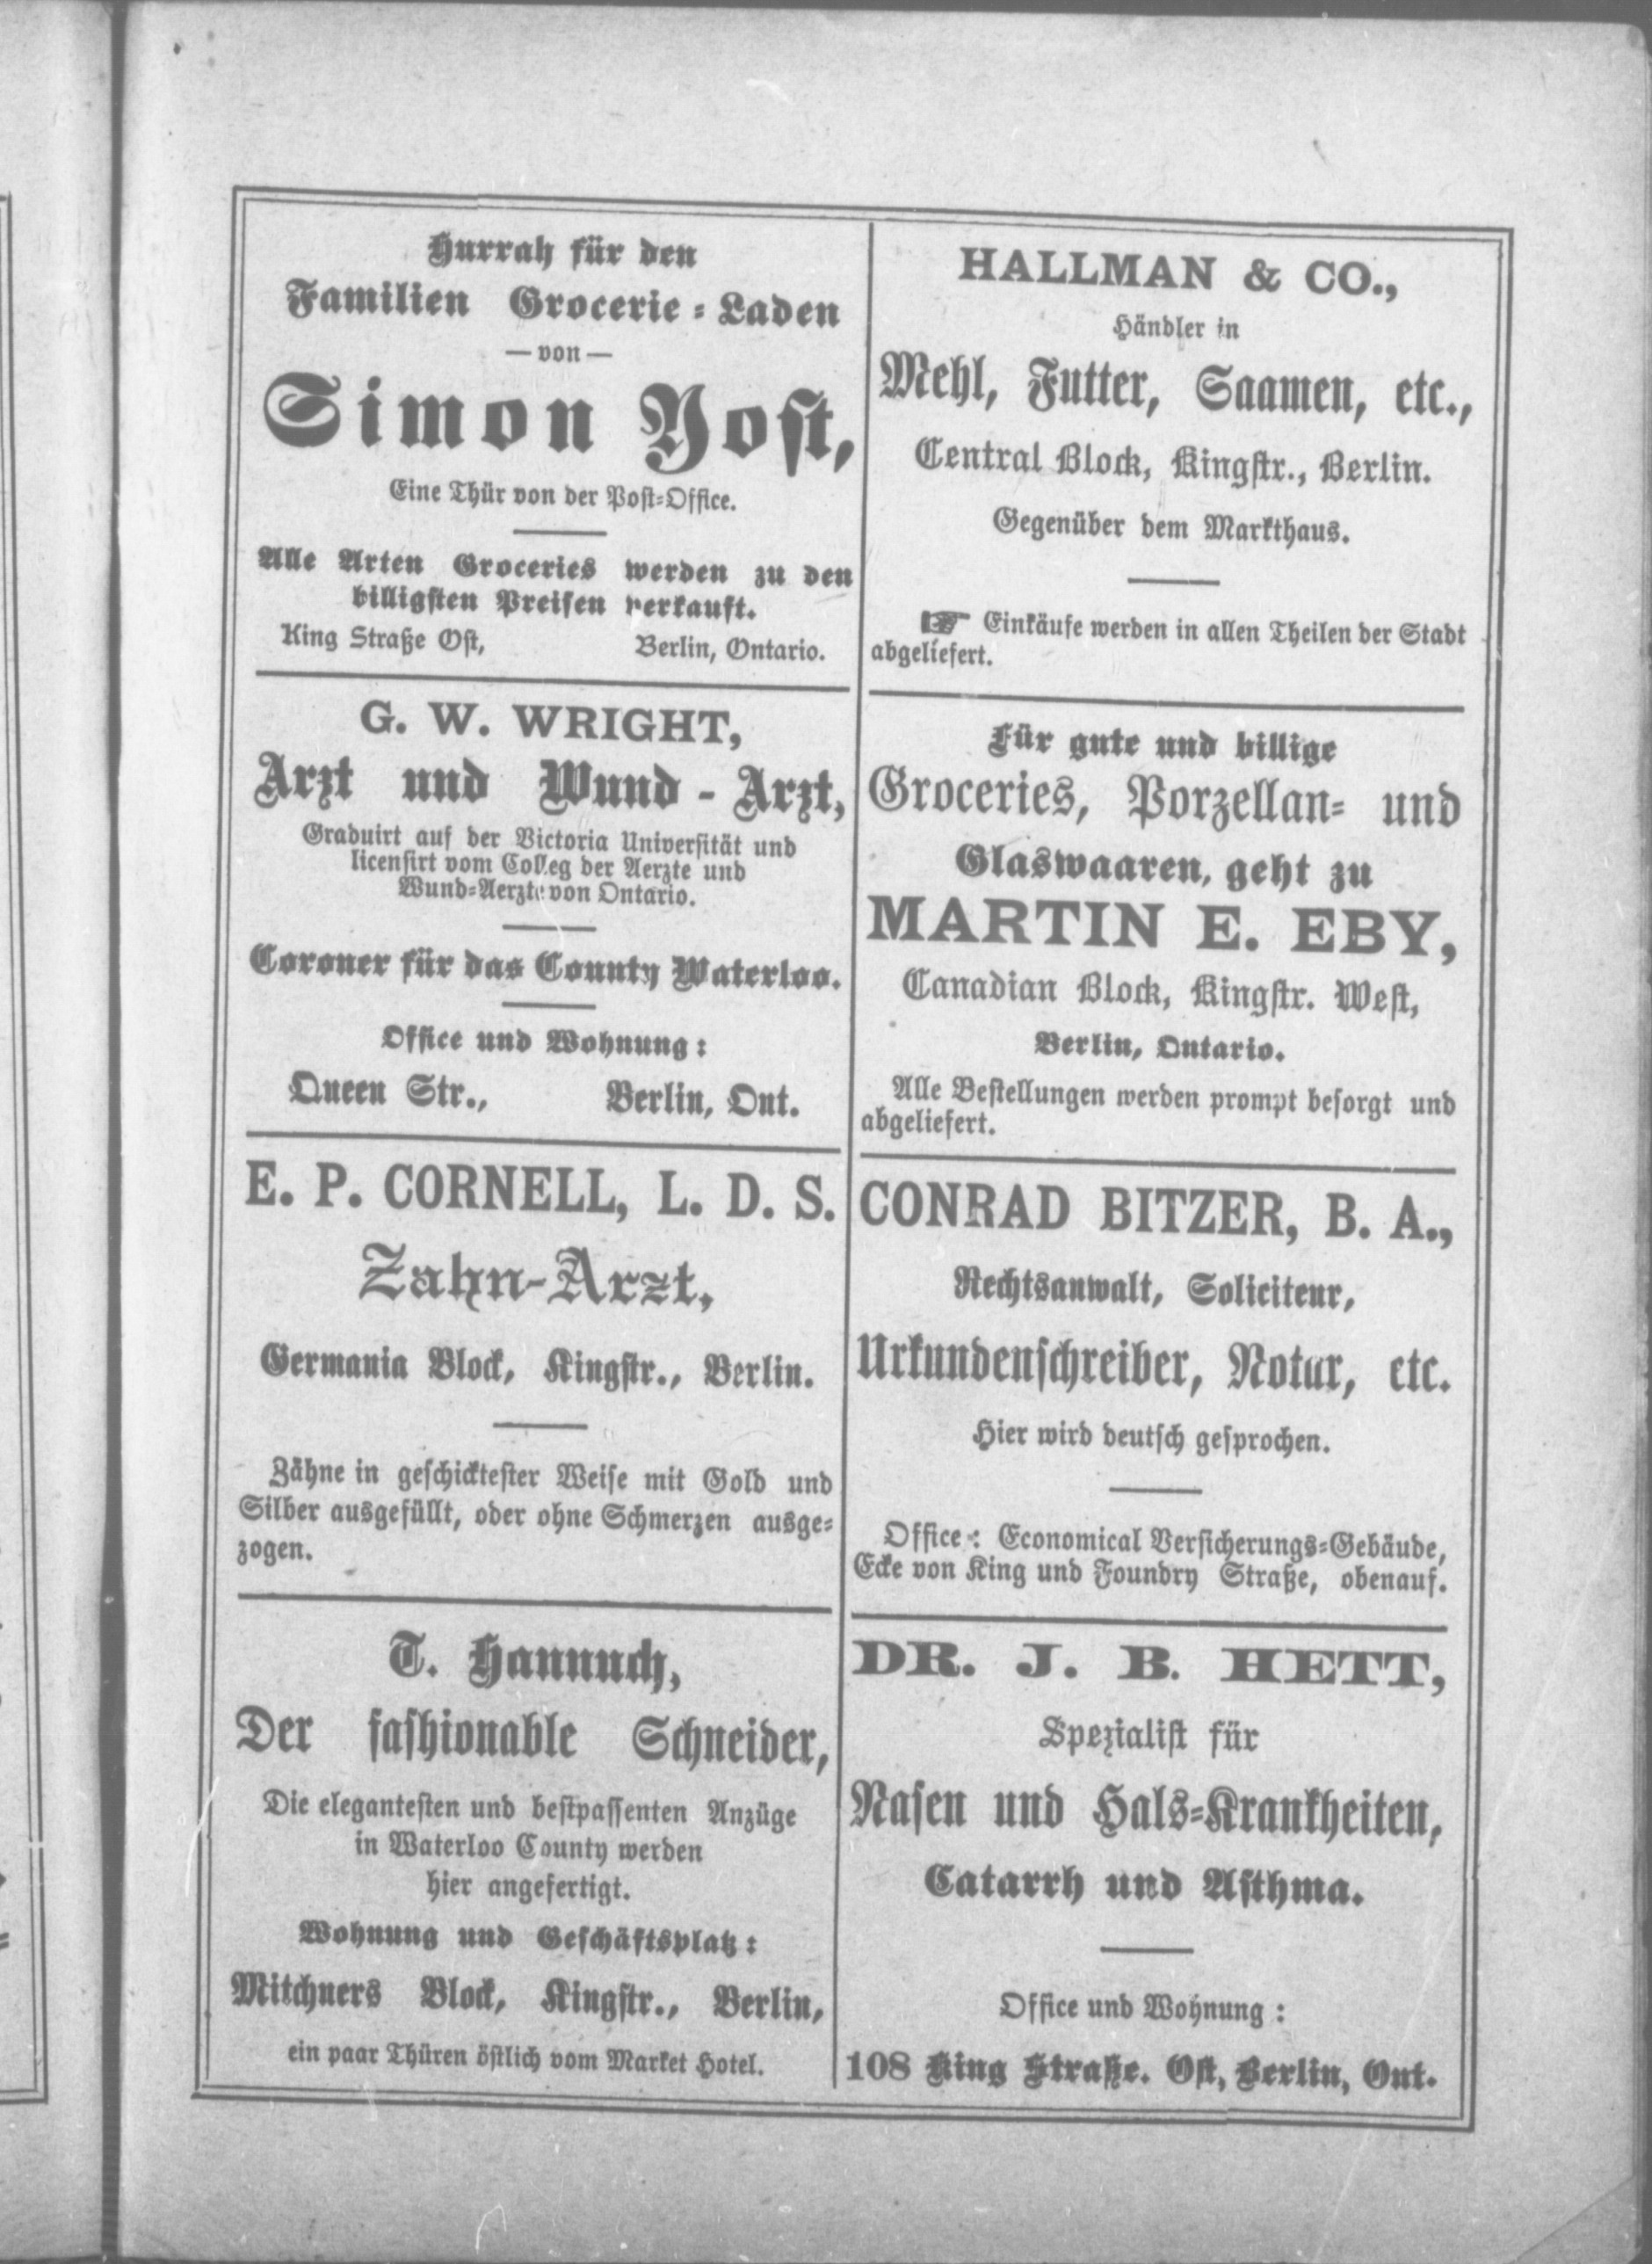 Hurrah für den
Familien Grocerie-Laden
— von —
Simon Yost,
Eine Thür von der Post-Office.
Alle Arten Groceries werden zu den
billigsten Preisen verkauft.
King Straße Ost, Berlin, Ontario.
G. W. WRIGHT,
Arzt und Wund-Arzt,
Graduirt auf der Victoria Universität und
licensirt vom Colleg der Aerzte und
Wund-Aerzte von Ontario.
Coroner für das County Waterloo.
Office und Wohnung:
Queen Str., Berlin, Ont.
E. P. CORNELL, L. D. S.
Zahn-Arzt,
Germania Block, Kingstr., Berlin.
Zähne in geschicktester Weise mit Gold und
Silber ausgefüllt, oder ohne Schmerzen ausge-
zogen.
T. Hannuch,
Der fashionable Schneider,
Die elegantesten und bestpassenten Anzüge
in Waterloo County werden
hier angefertigt.
Wohnung und Geschäftsplatz:
Mitchners Block, Kingstr., Berlin,
ein paar Thüren östlich vom Market Hotel.
HALLMAN & CO.,
Händler in
Mehl, Futter, Saamen, etc.,
Central Block, Kingstr., Berlin.
Gegenüber dem Markthaus.
☞ Einkäufe werden in allen Theilen der Stadt
abgeliefert.
Für gute und billige
Groceries, Porzellan- und
Glaswaaren, geht zu
MARTIN E. EBY,
Canadian Block, Kingstr. West,
Berlin, Ontario.
Alle Bestellungen werden prompt besorgt und
abgeliefert.
CONRAD BITZER, B. A.,
Rechtsanwalt, Soliciteur,
Urkundenschreiber, Notar, etc.
Hier wird deutsch gesprochen.
Office: Economical Versicherungs-Gebäude,
Ecke von King und Foundry Straße, obenauf.
DR. J. B. HETT,
Spezialist für
Nasen und Hals-Krankheiten,
Catarrh und Asthma.
Office und Wohnung:
108 King Straße. Ost, Berlin, Ont.